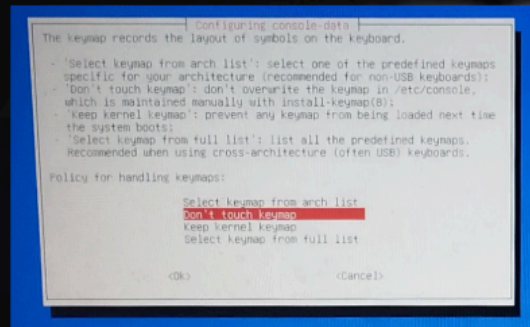 Configuring console-data
The keymap records the layout of symbols on the keyboard.
- 'Select keymap from arch list': select one of the predefined keymaps
specific for your architecture (recommended for non-USB keyboards);
- 'Don't touch keymap': don't overwrite the keymap in /etc/console,
which is maintained manually with install-keymap(8);
- 'Keep kernel keymap': prevent any keymap from being loaded next time
the system boots;
- 'Select keymap from full list': list all the predefined keymaps.
Recommended when using cross-architecture (often USB) keyboards.
Policy for handling keymaps:
Select keymap from arch list
Don't touch keymap
Keep kernel keymap
Select keymap from full list
<Ok> <Cancel>